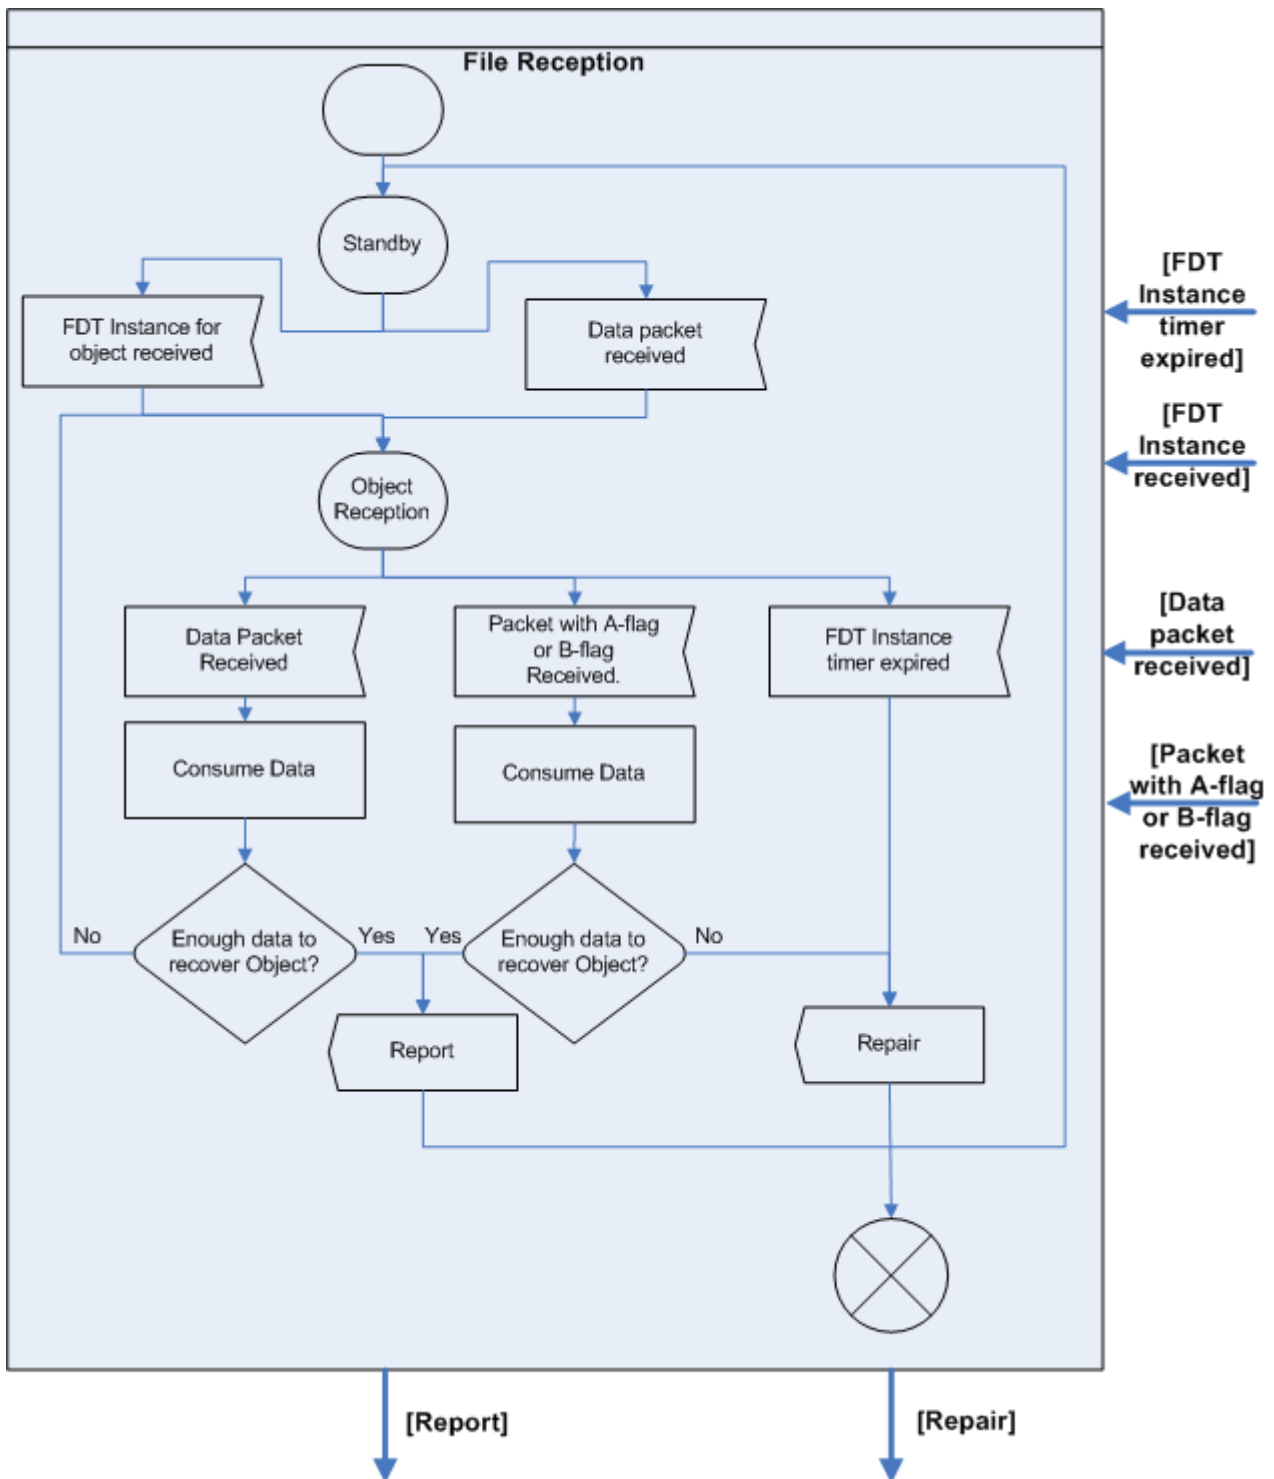 File Reception
Standby
FDT Instance for
object received
Data packet
received
Object
Reception
Data Packet
Received
Packet with A-flag
or B-flag
Received.
FDT Instance
timer expired
Consume Data
Consume Data
No
Enough data to
recover Object?
Yes
Yes
Enough data to
recover Object?
No
Report
Repair
[FDT
Instance
timer
expired]
[FDT
Instance
received]
[Data
packet
received]
[Packet
with A-flag
or B-flag
received]
[Report]
[Repair]